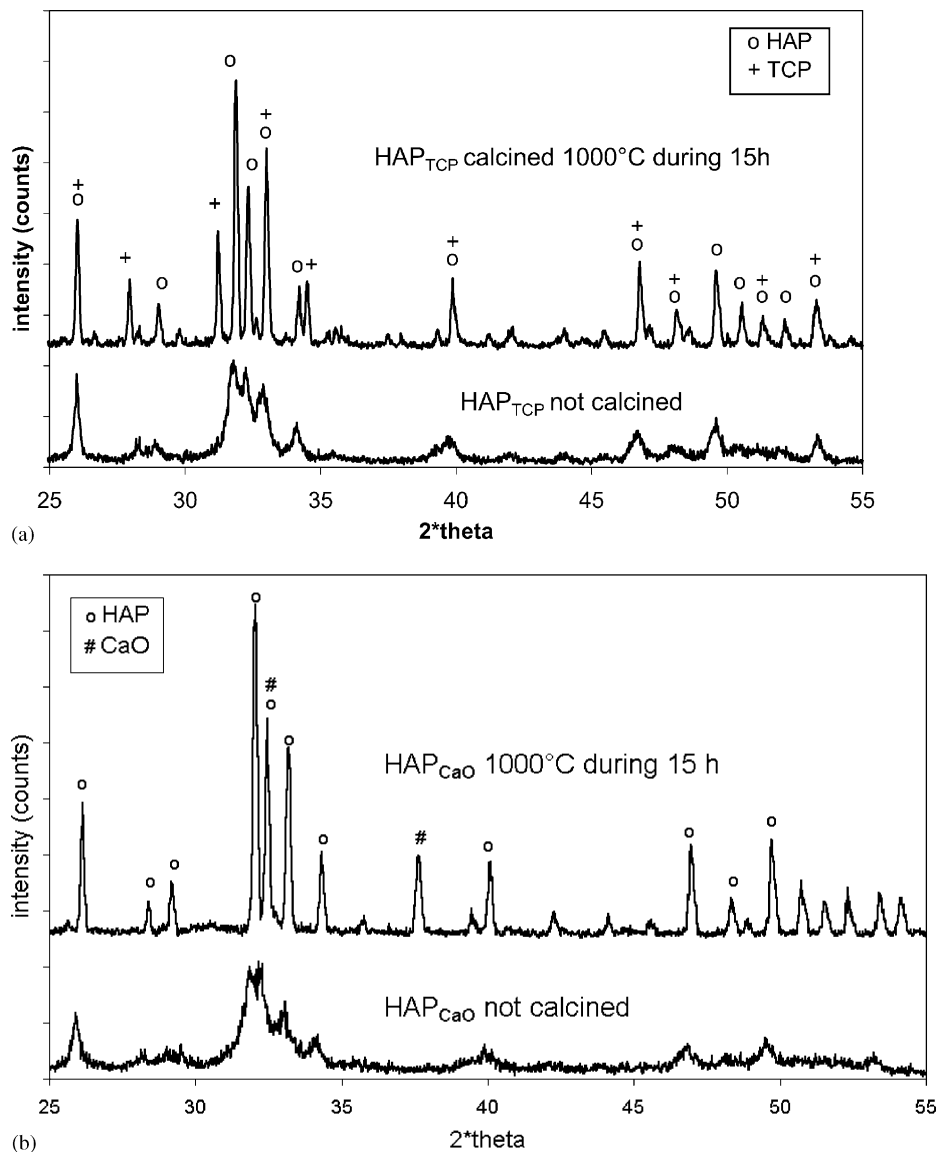 o HAP
+ TCP
o
+
o
o
HAPTCP calcined 1000°C during 15h
+
o
+
+
o
+
o
+
o
+
o
o
+
o
o
+
o
o
+
o
intensity (counts)
HAPTCP not calcined
25 30 35 40 45 50 55
2*theta
(a)
o HAP
# CaO
o
#
o
o
HAPCaO 1000°C during 15 h
o
o
o
o
#
o
o
o
o
intensity (counts)
HAPCaO not calcined
25 30 35 40 45 50 55
2*theta
(b)